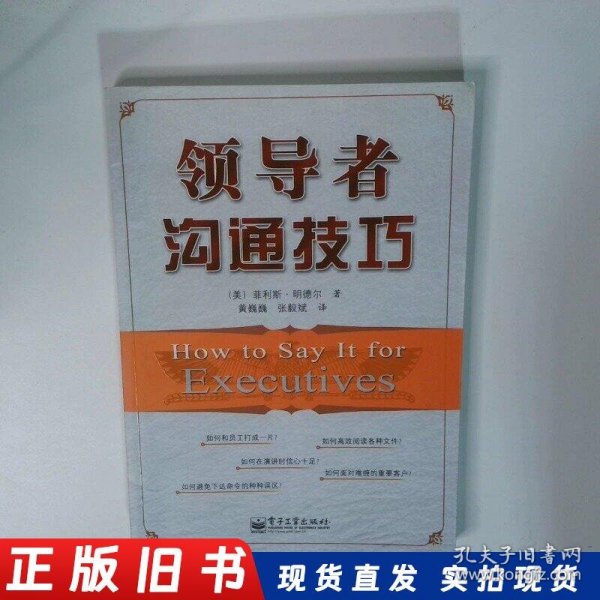 领导者
沟通技巧
(美) 菲利斯·明德尔 著
黄巍巍 张毅斌 译
How to Say It for
Executives
如何和员工打成一片?
如何高效阅读各种文件?
如何在演讲时信心十足?
如何面对难缠的重要客户?
如何避免下达命令的种种误区?
电子工业出版社
孔夫子旧书网
www.kongfz.com
正版旧书
现货直发 实拍现货